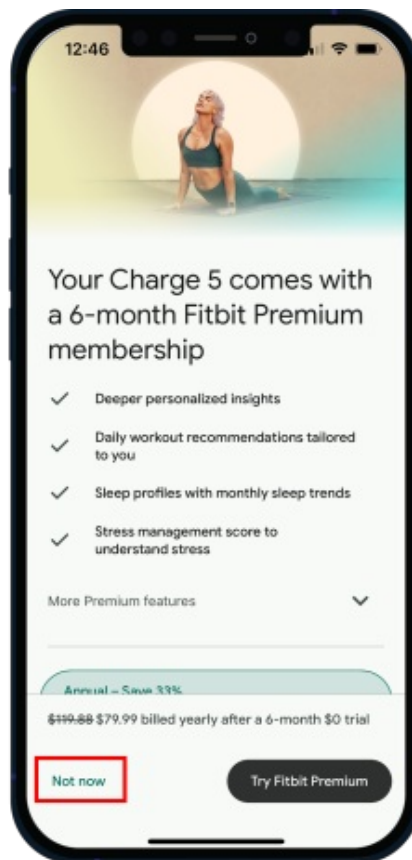 12:46
Your Charge 5 comes with
a 6-month Fitbit Premium
membership
Deeper personalized insights
Daily workout recommendations tailored
to you
Sleep profiles with monthly sleep trends
Stress management score to
understand stress
More Premium features
Annual – Save 33%
$119.88 $79.99 billed yearly after a 6-month $0 trial
Not now
Try Fitbit Premium